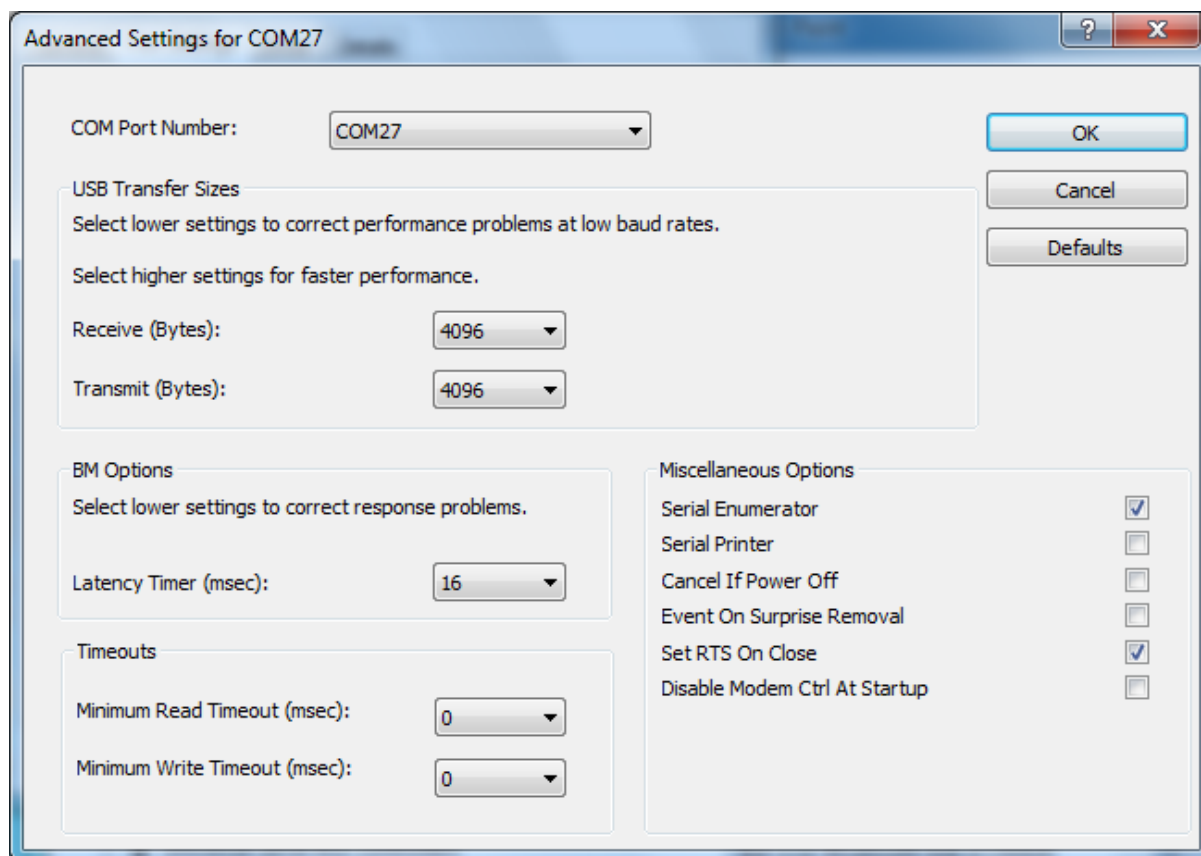 Advanced Settings for COM27
COM Port Number: COM27
OK
USB Transfer Sizes
Cancel
Select lower settings to correct performance problems at low baud rates.
Defaults
Select higher settings for faster performance.
Receive (Bytes): 4096
Transmit (Bytes): 4096
BM Options
Select lower settings to correct response problems.
Latency Timer (msec): 16
Timeouts
Minimum Read Timeout (msec): 0
Minimum Write Timeout (msec): 0
Miscellaneous Options
Serial Enumerator
Serial Printer
Cancel If Power Off
Event On Surprise Removal
Set RTS On Close
Disable Modem Ctrl At Startup